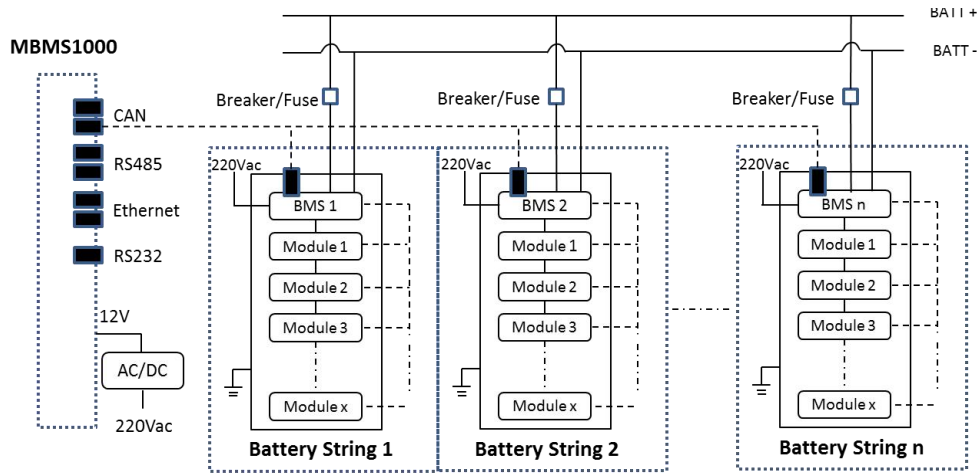 BATT +
MBMS1000
BATT -
Breaker/Fuse
Breaker/Fuse
Breaker/Fuse
CAN
RS485
Ethernet
RS232
12V
AC/DC
220Vac
220Vac
BMS 1
Module 1
Module 2
Module 3
Module x
Battery String 1
220Vac
BMS 2
Module 1
Module 2
Module 3
Module x
Battery String 2
220Vac
BMS n
Module 1
Module 2
Module 3
Module x
Battery String n